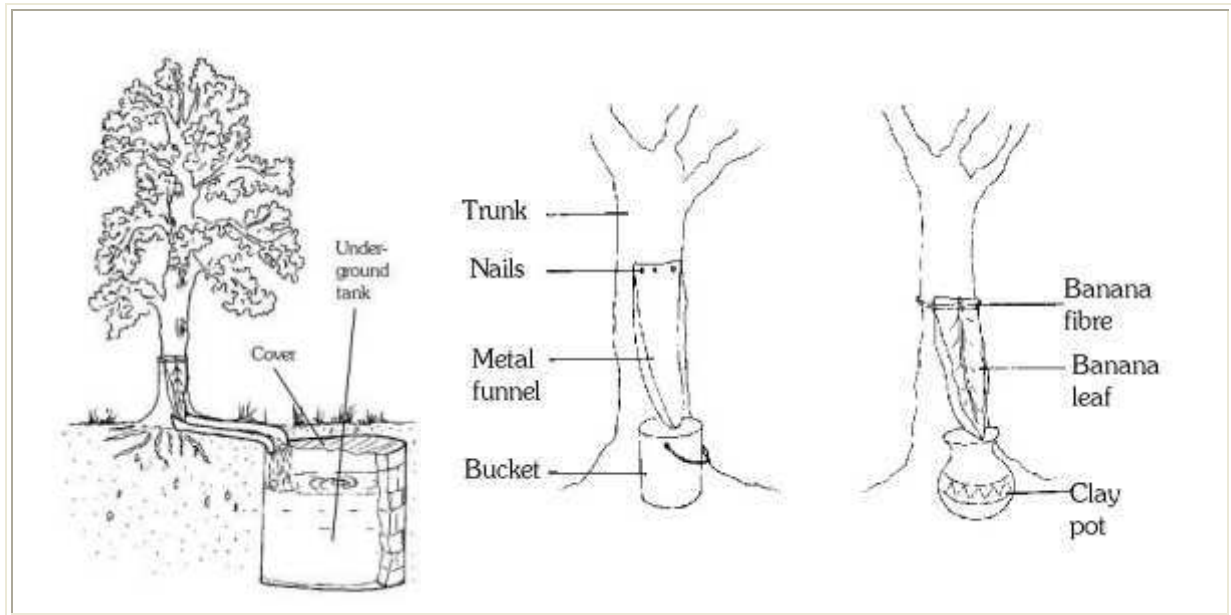 Under-
ground
tank
Cover
Trunk
Nails
Metal
funnel
Bucket
Banana
fibre
Banana
leaf
Clay
pot